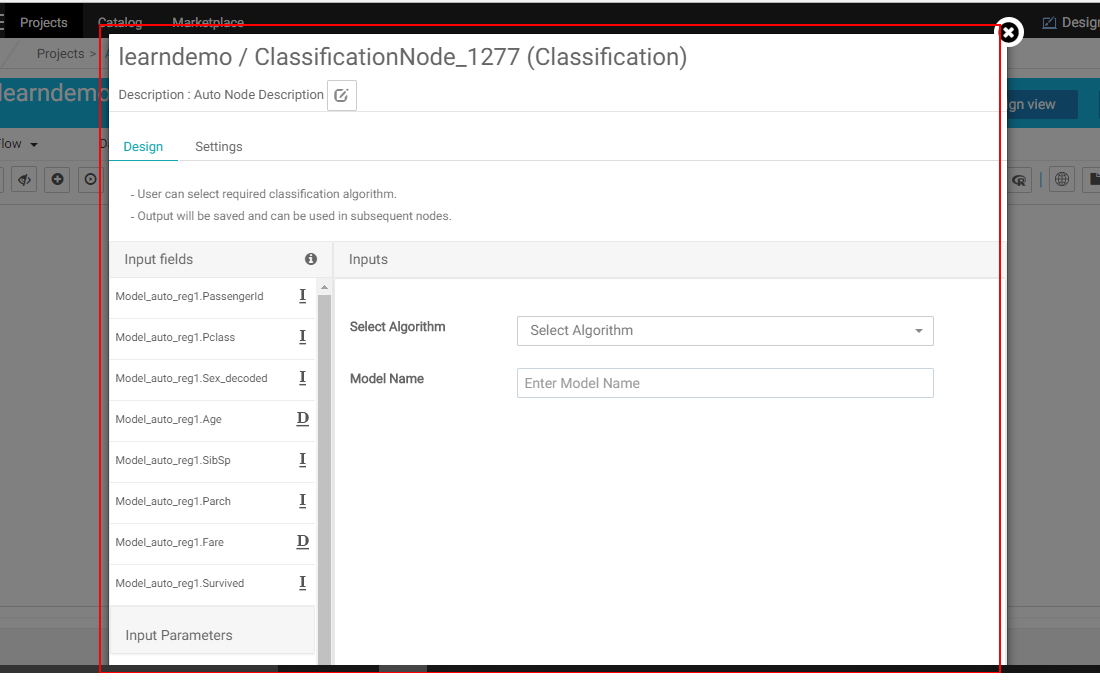 Projects
Catalog
Marketplace
Design
Projects >
learndemo
gn view
low
learndemo / ClassificationNode_1277 (Classification)
Description : Auto Node Description
Design
Settings
- User can select required classification algorithm.
- Output will be saved and can be used in subsequent nodes.
Input fields
Inputs
Model_auto_reg1.PassengerId I
Model_auto_reg1.Pclass I
Model_auto_reg1.Sex_decoded I
Model_auto_reg1.Age D
Model_auto_reg1.SibSp I
Model_auto_reg1.Parch I
Model_auto_reg1.Fare D
Model_auto_reg1.Survived I
Input Parameters
Select Algorithm
Select Algorithm
Model Name
Enter Model Name